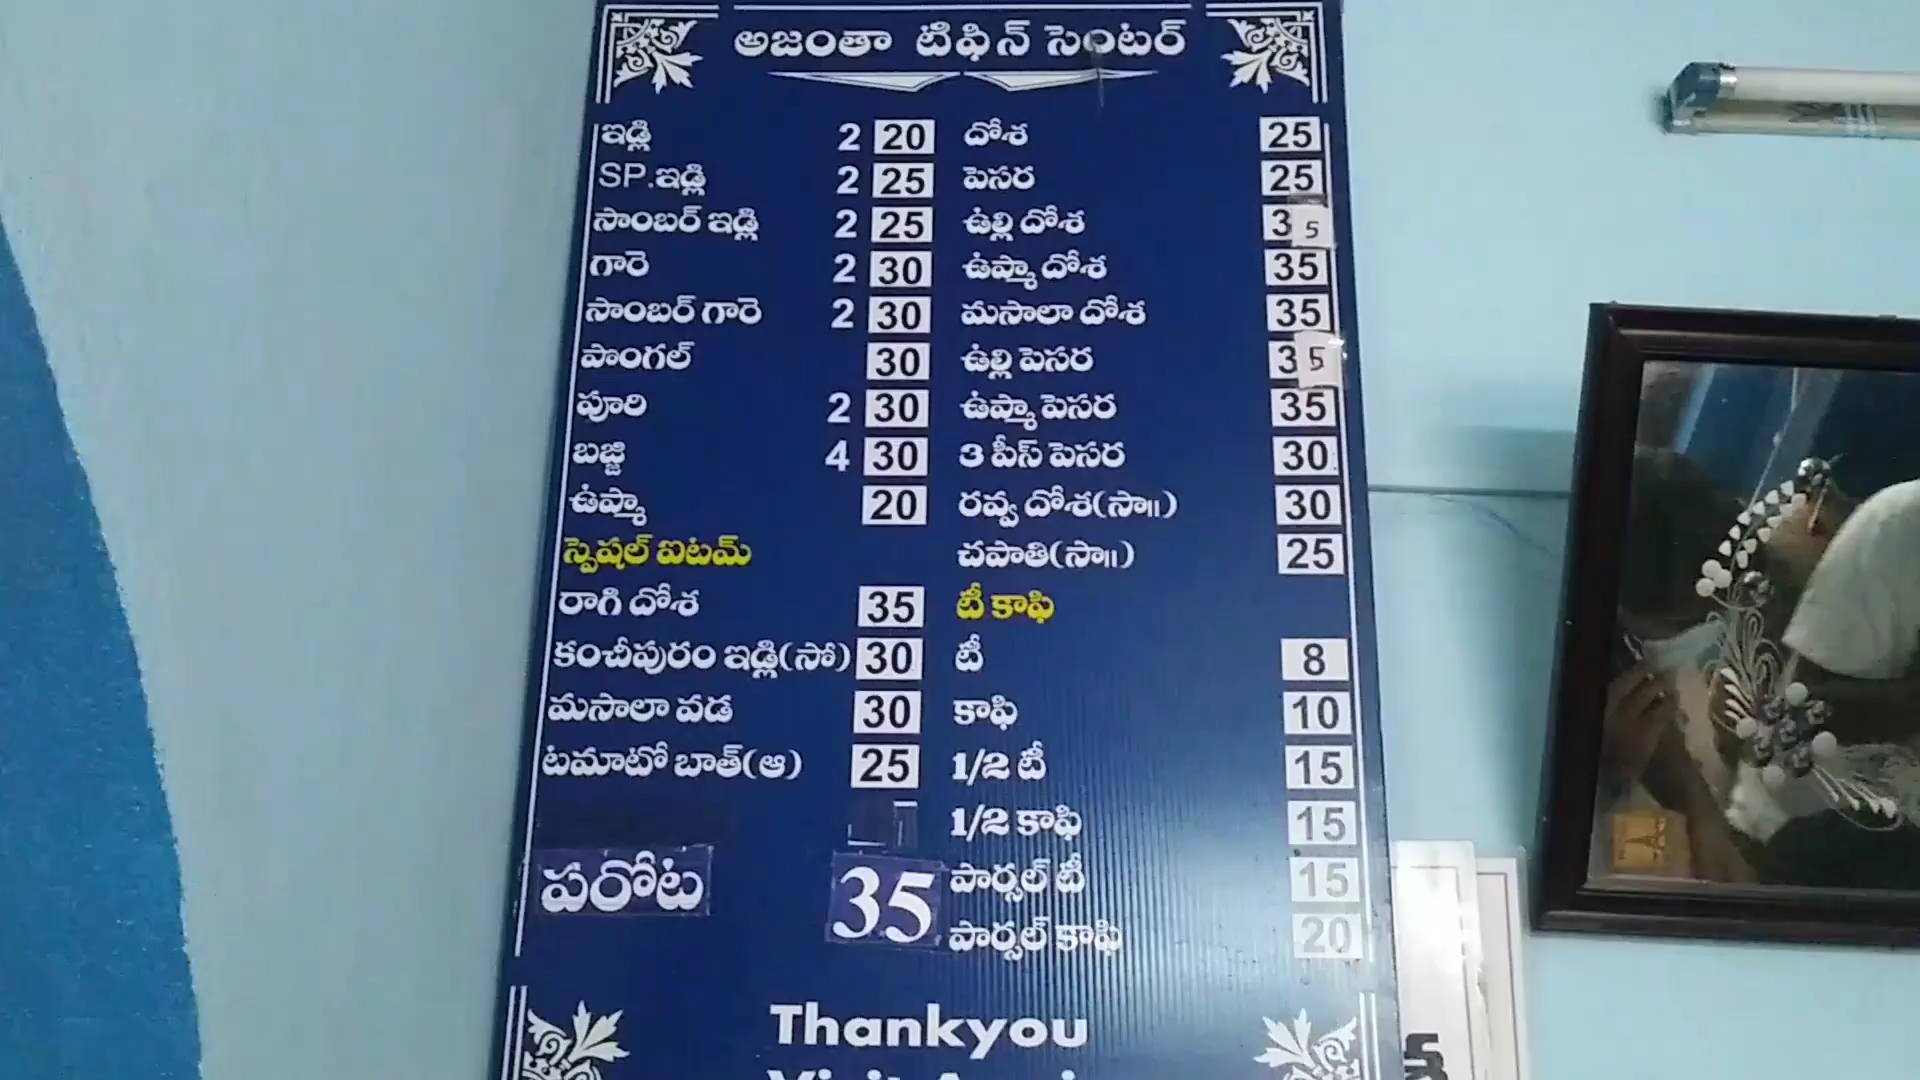 అజంతా టిఫిన్ సెంటర్
ఇడ్లి 2 20
SP.ఇడ్లి 2 25
సాంబర్ ఇడ్లి 2 25
గారె 2 30
సాంబర్ గారె 2 30
పొంగల్ 30
పూరి 2 30
బజ్జి 4 30
ఉప్మా 20
స్పెషల్ ఐటమ్
రాగి దోశ 35
కంచీపురం ఇడ్లి(సో) 30
మసాలా వడ 30
టమాటో బాత్(ఆ) 25
పరోట 35
దోశ 25
పెసర 25
ఉల్లి దోశ 35
ఉప్మా దోశ 35
మసాలా దోశ 35
ఉల్లి పెసర 35
ఉప్మా పెసర 35
3 పీస్ పెసర 30
రవ్వ దోశ(సా॥) 30
చపాతి(సా॥) 25
టీ కాఫి
టీ 8
కాఫి 10
1/2 టీ 15
1/2 కాఫి 15
పార్సల్ టీ 15
పార్సల్ కాఫి 20
Thankyou